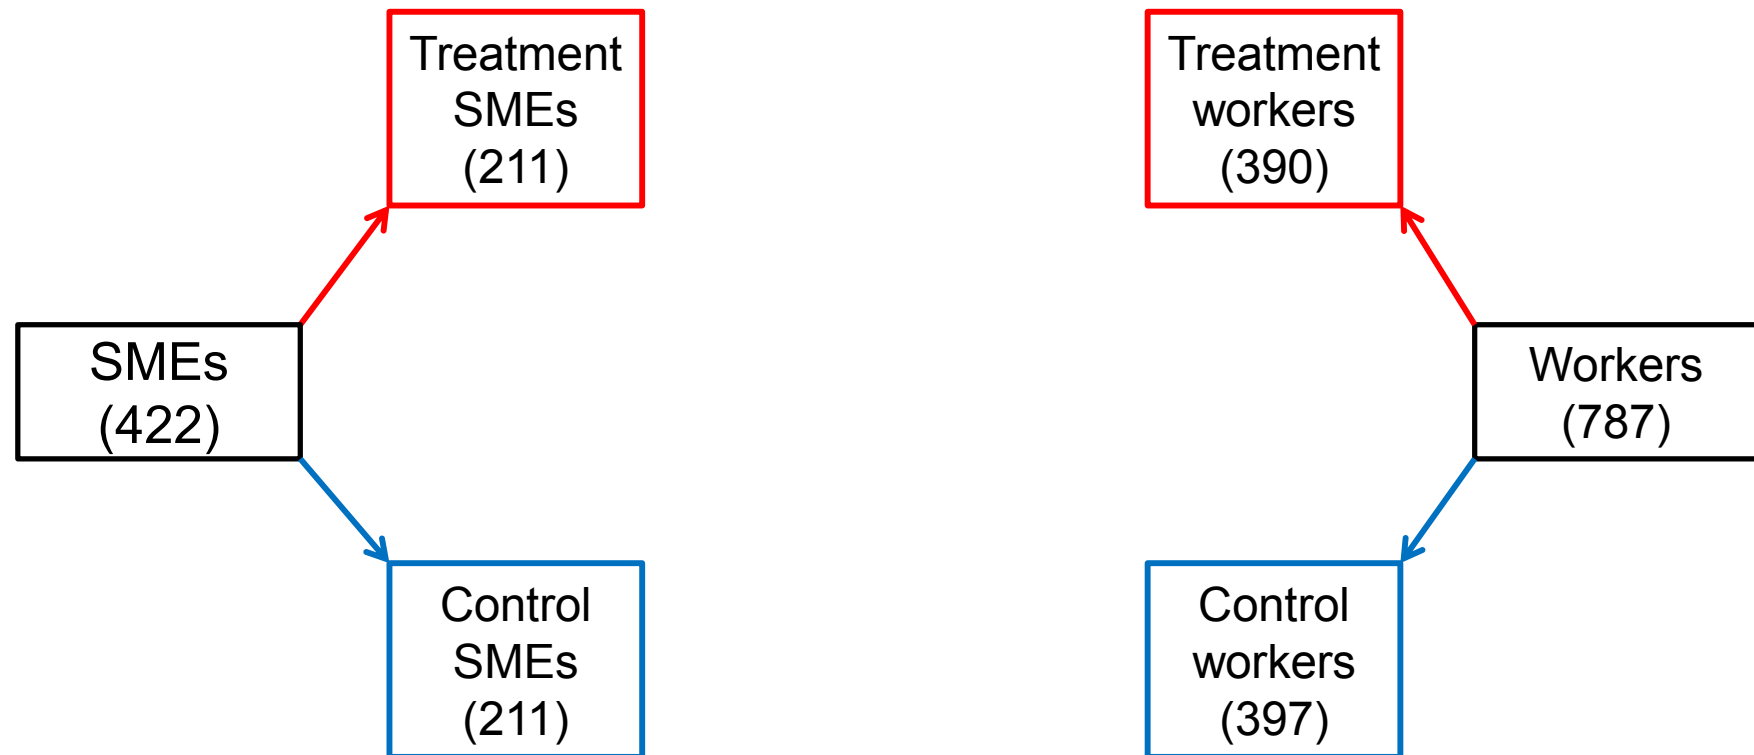 Treatment
SMEs
(211)
Treatment
workers
(390)
SMEs
(422)
Workers
(787)
Control
SMEs
(211)
Control
workers
(397)